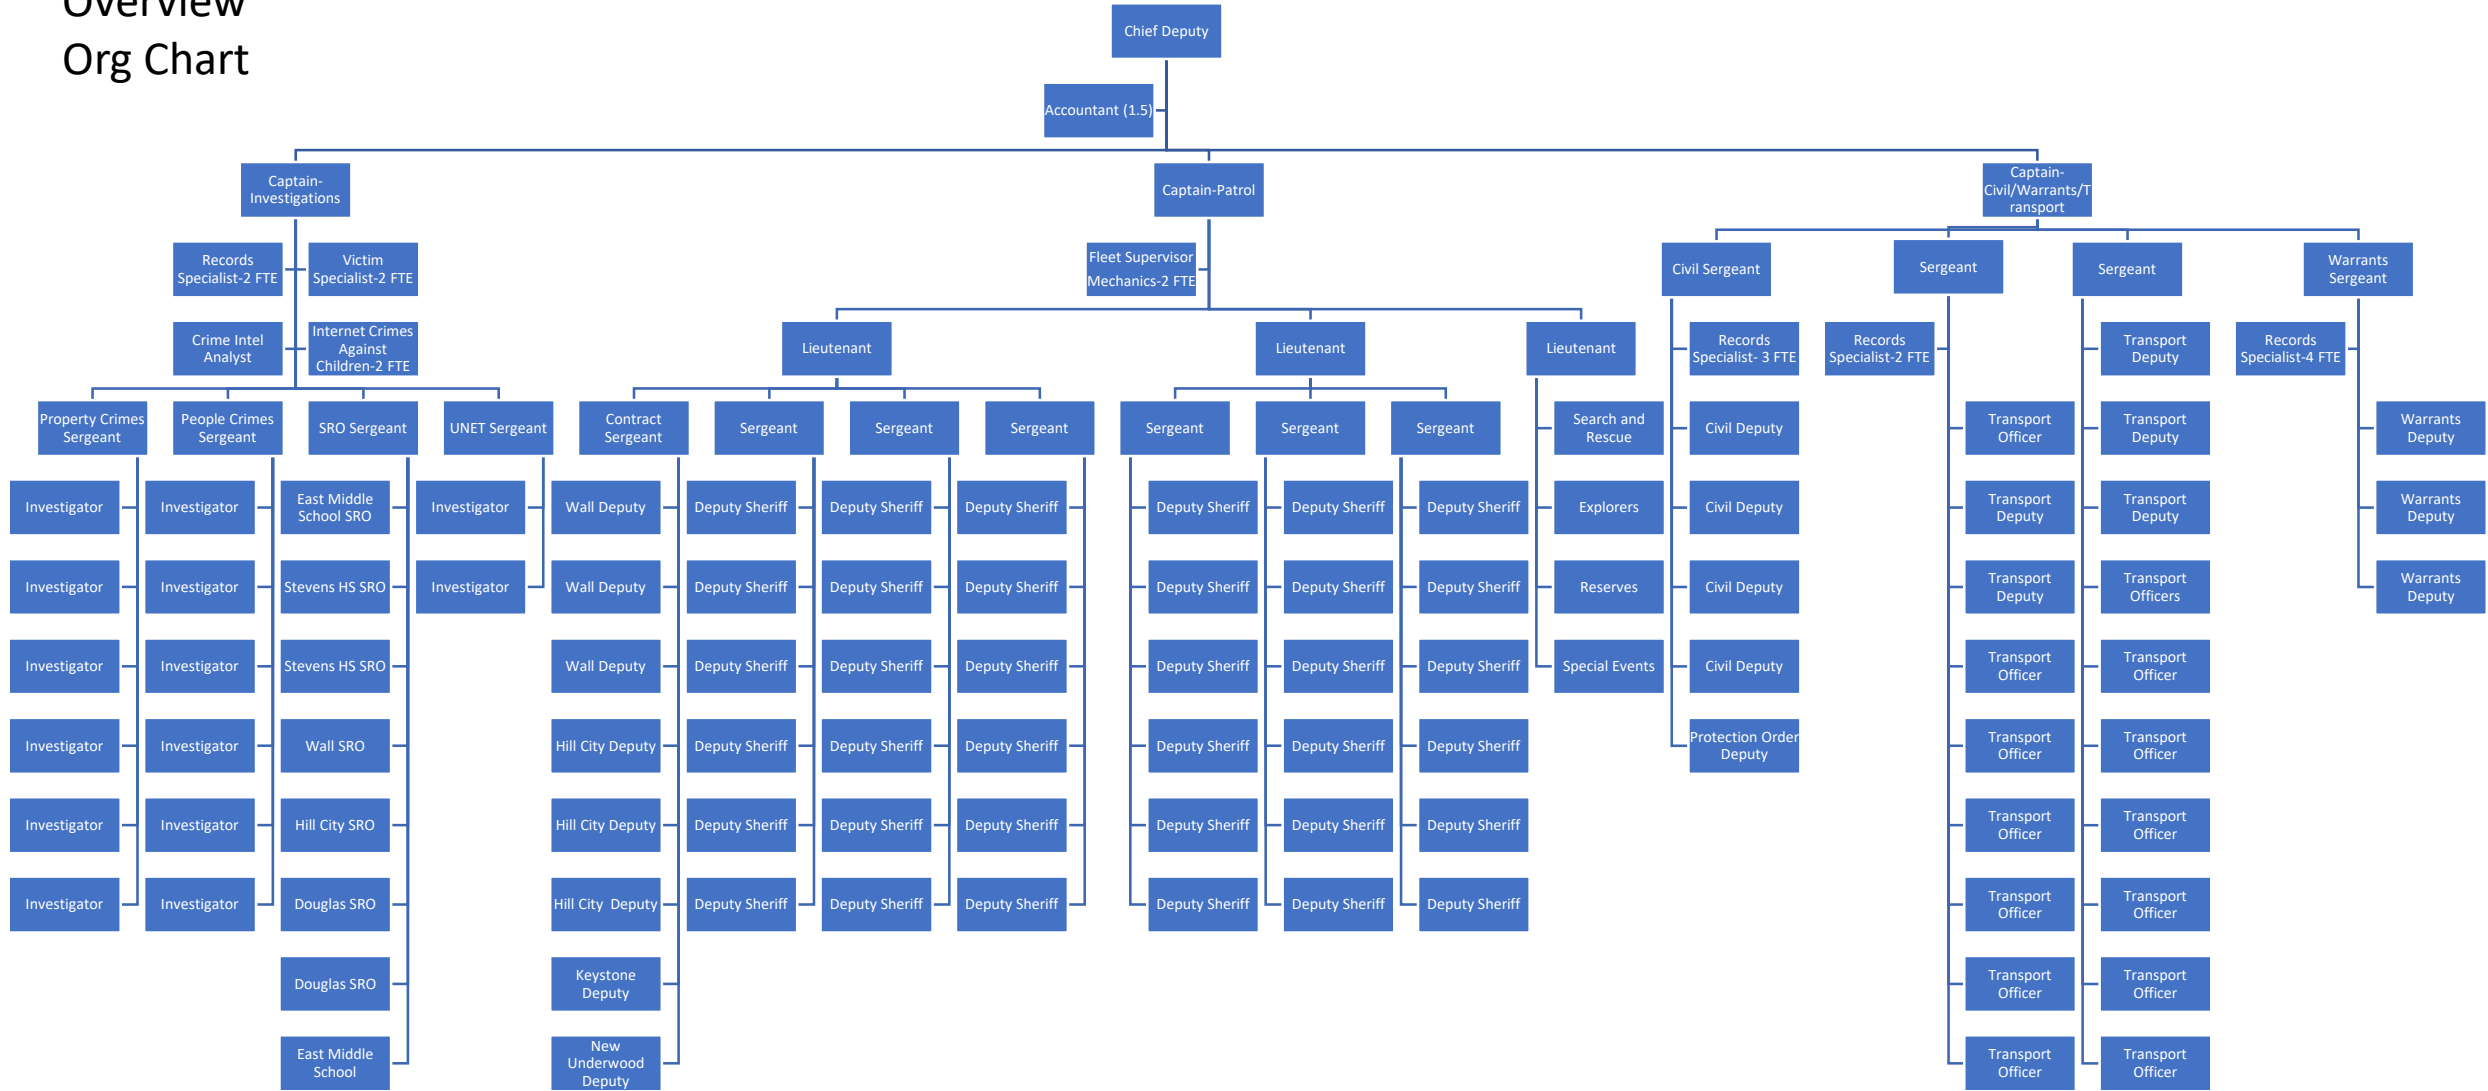 Overview
Org Chart
Chief Deputy
Accountant (1.5)
Captain-
Investigations
Captain-Patrol
Captain-
Civil/Warrants/T
ransport
Records
Specialist-2 FTE
Victim
Specialist-2 FTE
Fleet Supervisor
Mechanics-2 FTE
Civil Sergeant
Sergeant
Sergeant
Warrants
Sergeant
Crime Intel
Analyst
Internet Crimes
Against
Children-2 FTE
Lieutenant
Lieutenant
Lieutenant
Records
Specialist- 3 FTE
Records
Specialist-2 FTE
Transport
Deputy
Records
Specialist-4 FTE
Property Crimes
Sergeant
People Crimes
Sergeant
SRO Sergeant
UNET Sergeant
Contract
Sergeant
Sergeant
Sergeant
Sergeant
Sergeant
Sergeant
Sergeant
Search and
Rescue
Civil Deputy
Transport
Officer
Transport
Deputy
Warrants
Deputy
Investigator
Investigator
East Middle
School SRO
Investigator
Wall Deputy
Deputy Sheriff
Deputy Sheriff
Deputy Sheriff
Deputy Sheriff
Deputy Sheriff
Deputy Sheriff
Explorers
Civil Deputy
Transport
Deputy
Transport
Deputy
Warrants
Deputy
Investigator
Investigator
Stevens HS SRO
Investigator
Wall Deputy
Deputy Sheriff
Deputy Sheriff
Deputy Sheriff
Deputy Sheriff
Deputy Sheriff
Deputy Sheriff
Reserves
Civil Deputy
Transport
Deputy
Transport
Officers
Warrants
Deputy
Investigator
Investigator
Stevens HS SRO
Wall Deputy
Deputy Sheriff
Deputy Sheriff
Deputy Sheriff
Deputy Sheriff
Deputy Sheriff
Deputy Sheriff
Special Events
Civil Deputy
Transport
Officer
Transport
Officer
Investigator
Investigator
Wall SRO
Hill City Deputy
Deputy Sheriff
Deputy Sheriff
Deputy Sheriff
Deputy Sheriff
Deputy Sheriff
Deputy Sheriff
Protection Order
Deputy
Transport
Officer
Transport
Officer
Investigator
Investigator
Hill City SRO
Hill City Deputy
Deputy Sheriff
Deputy Sheriff
Deputy Sheriff
Deputy Sheriff
Deputy Sheriff
Deputy Sheriff
Transport
Officer
Transport
Officer
Investigator
Investigator
Douglas SRO
Hill City  Deputy
Deputy Sheriff
Deputy Sheriff
Deputy Sheriff
Deputy Sheriff
Deputy Sheriff
Deputy Sheriff
Transport
Officer
Transport
Officer
Douglas SRO
Keystone
Deputy
Transport
Officer
Transport
Officer
East Middle
School
New
Underwood
Deputy
Transport
Officer
Transport
Officer